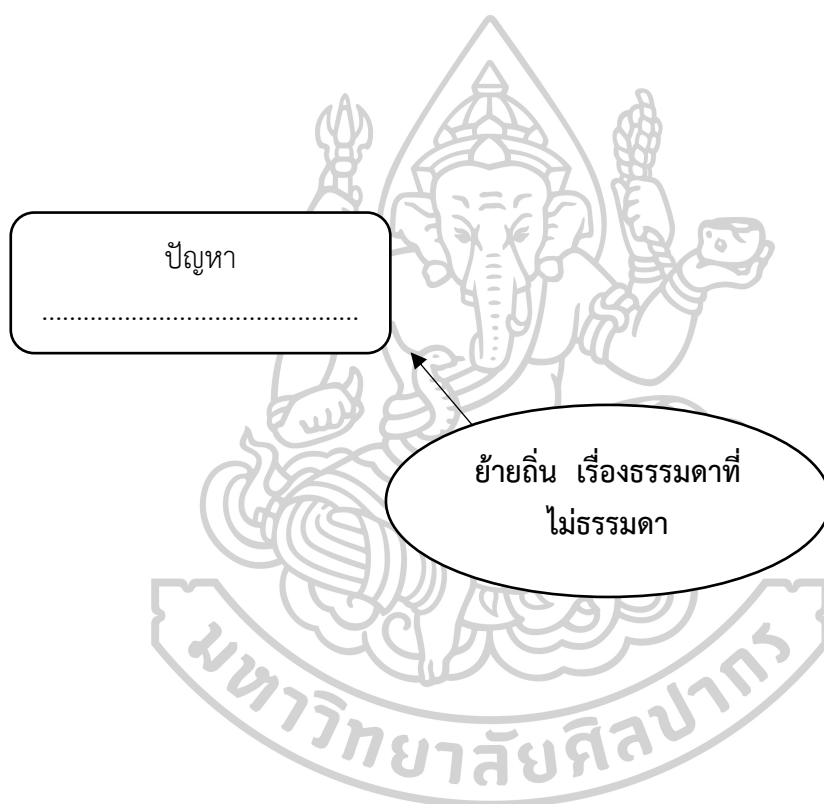 ปัญหา
..............................................
ย้ายถิ่น เรื่องธรรมดาที่
ไม่ธรรมดา
มหาวิทยาลัยศิลปากร